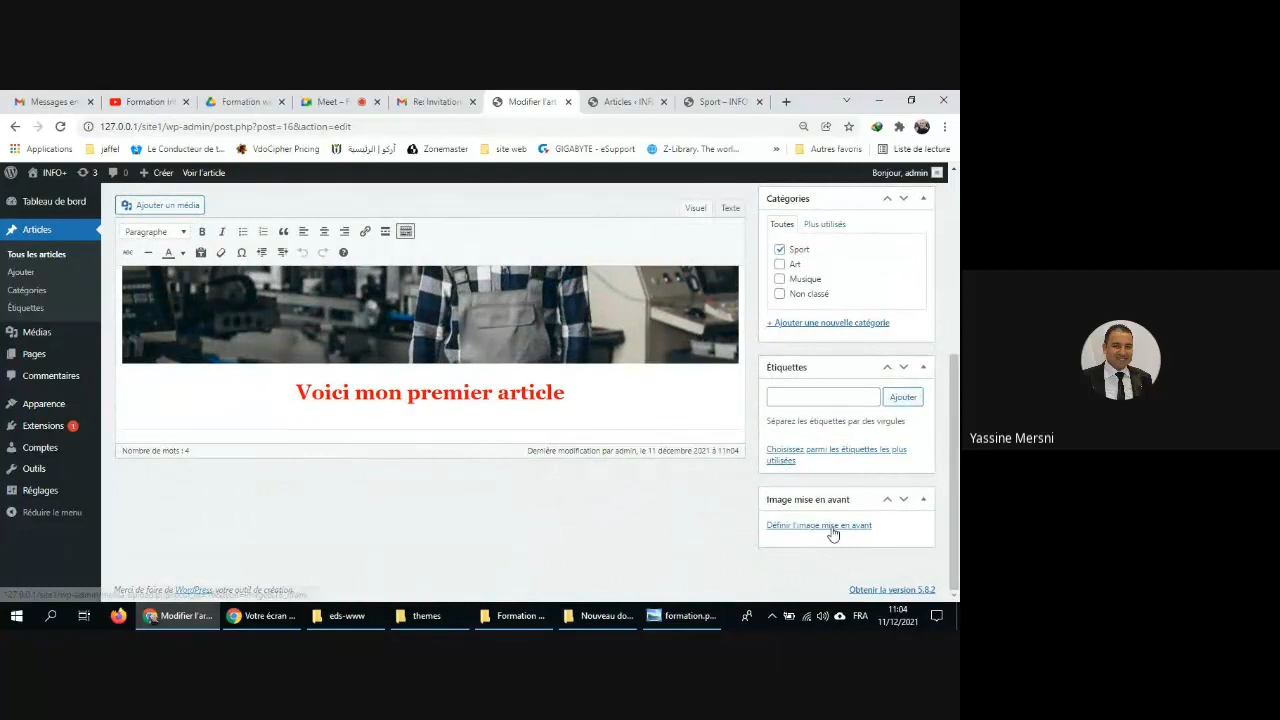 Messages en
Formation in
Formation w
Meet – F
Re: Invitation
Modifier l'art
Articles ‹ INF
Sport – INFO
127.0.0.1/site1/wp-admin/post.php?post=16&action=edit
Applications
jaffel
Le Conducteur de t...
VdoCipher Pricing
أركو | الرئيسية
Zonemaster
site web
GIGABYTE - eSupport
Z-Library. The worl...
Autres favoris
Liste de lecture
INFO+
3
0
Créer
Voir l'article
Bonjour, admin
Tableau de bord
Articles
Tous les articles
Ajouter
Catégories
Étiquettes
Médias
Pages
Commentaires
Apparence
Extensions 1
Comptes
Outils
Réglages
Réduire le menu
Ajouter un média
Visuel
Texte
Paragraphe
B I
ABC
A
Voici mon premier article
Nombre de mots : 4
Dernière modification par admin, le 11 décembre 2021 à 11h04
Catégories
Toutes
Plus utilisés
Sport
Art
Musique
Non classé
+ Ajouter une nouvelle catégorie
Étiquettes
Ajouter
Séparez les étiquettes par des virgules
Choisissez parmi les étiquettes les plus
utilisées
Image mise en avant
Définir l'image mise en avant
Merci de faire de WordPress votre outil de création.
Obtenir la version 5.8.2
Modifier l'ar...
Votre écran ...
eds-www
themes
Formation ...
Nouveau do...
formation.p...
FRA
11:04
11/12/2021
Yassine Mersni